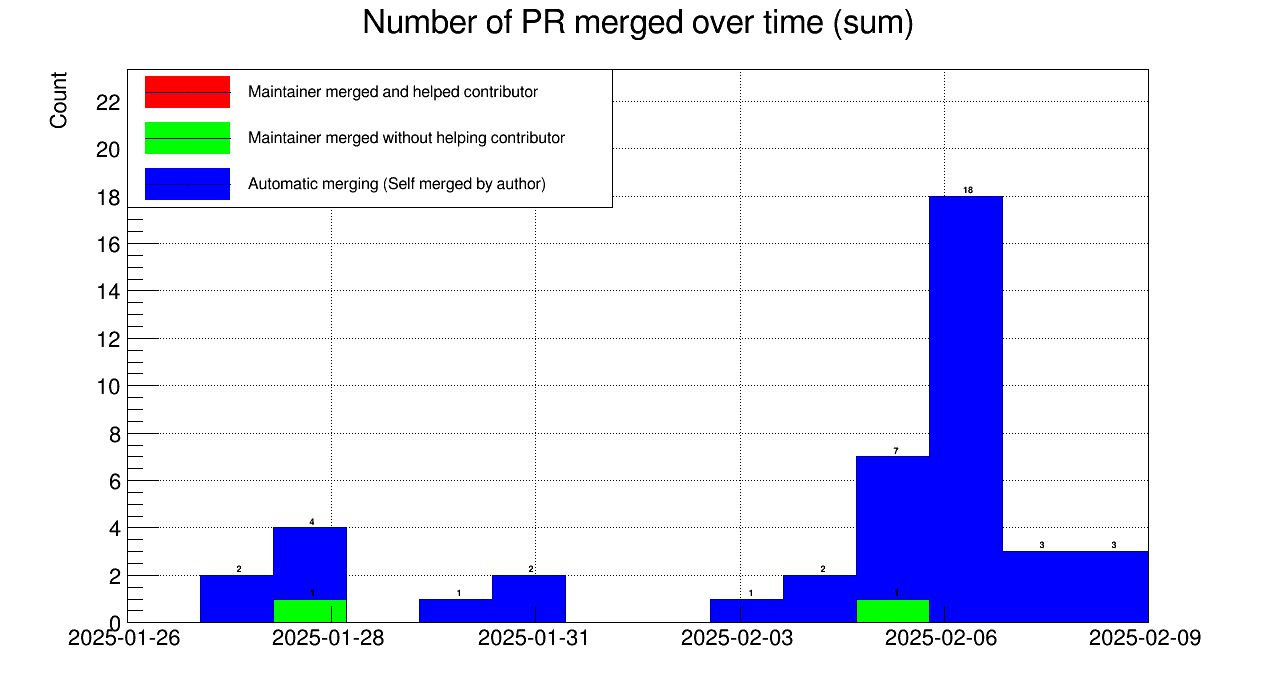 Number of PR merged over time (sum)
Count
Maintainer merged and helped contributor
Maintainer merged without helping contributor
Automatic merging (Self merged by author)
22
20
18
16
14
12
10
8
6
4
2
0
2 4 1 1 2 1 2 7 1 18 3 3
2025-01-26 2025-01-28 2025-01-31 2025-02-03 2025-02-06 2025-02-09